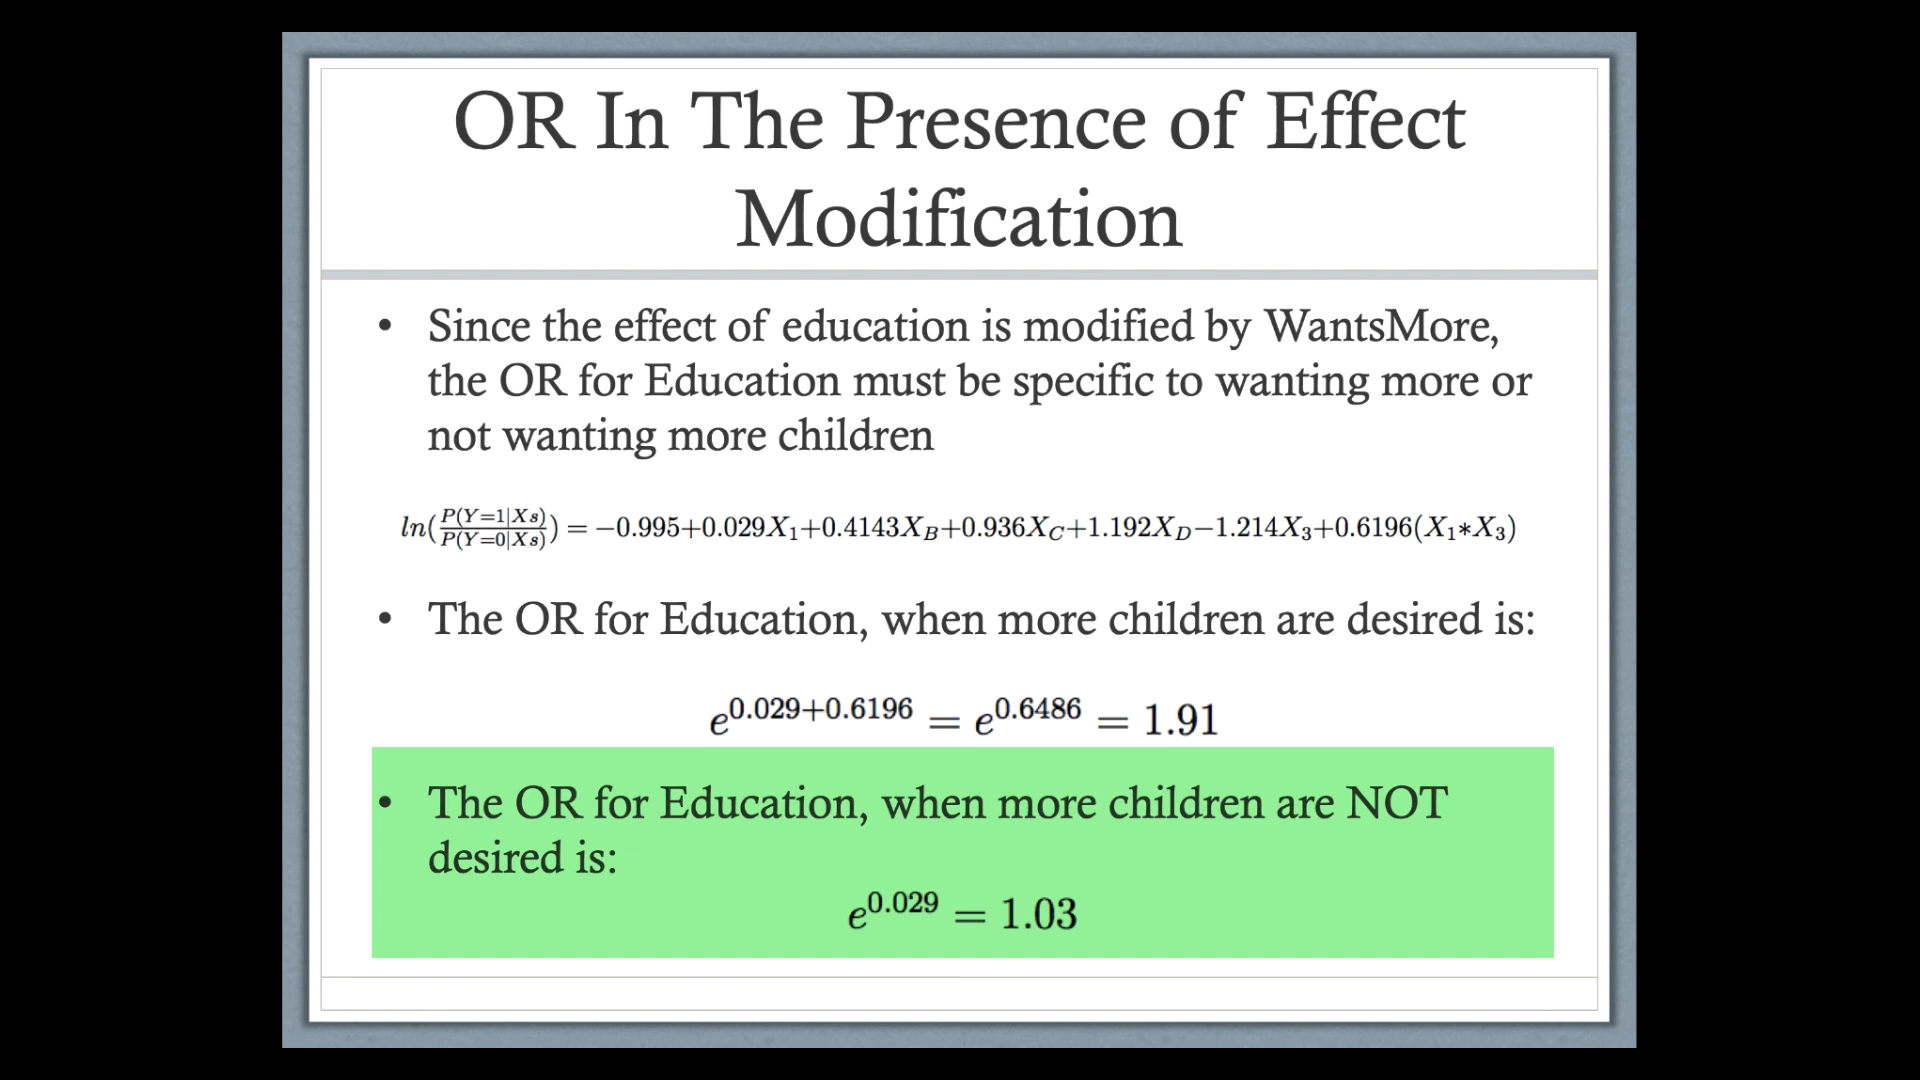 OR In The Presence of Effect
Modification
• Since the effect of education is modified by WantsMore,
the OR for Education must be specific to wanting more or
not wanting more children
ln(P(Y=1|Xs)/P(Y=0|Xs)) = −0.995+0.029X₁+0.4143X_B+0.936X_C+1.192X_D−1.214X₃+0.6196(X₁∗X₃)
• The OR for Education, when more children are desired is:
e^{0.029+0.6196} = e^{0.6486} = 1.91
• The OR for Education, when more children are NOT
desired is:
e^{0.029} = 1.03